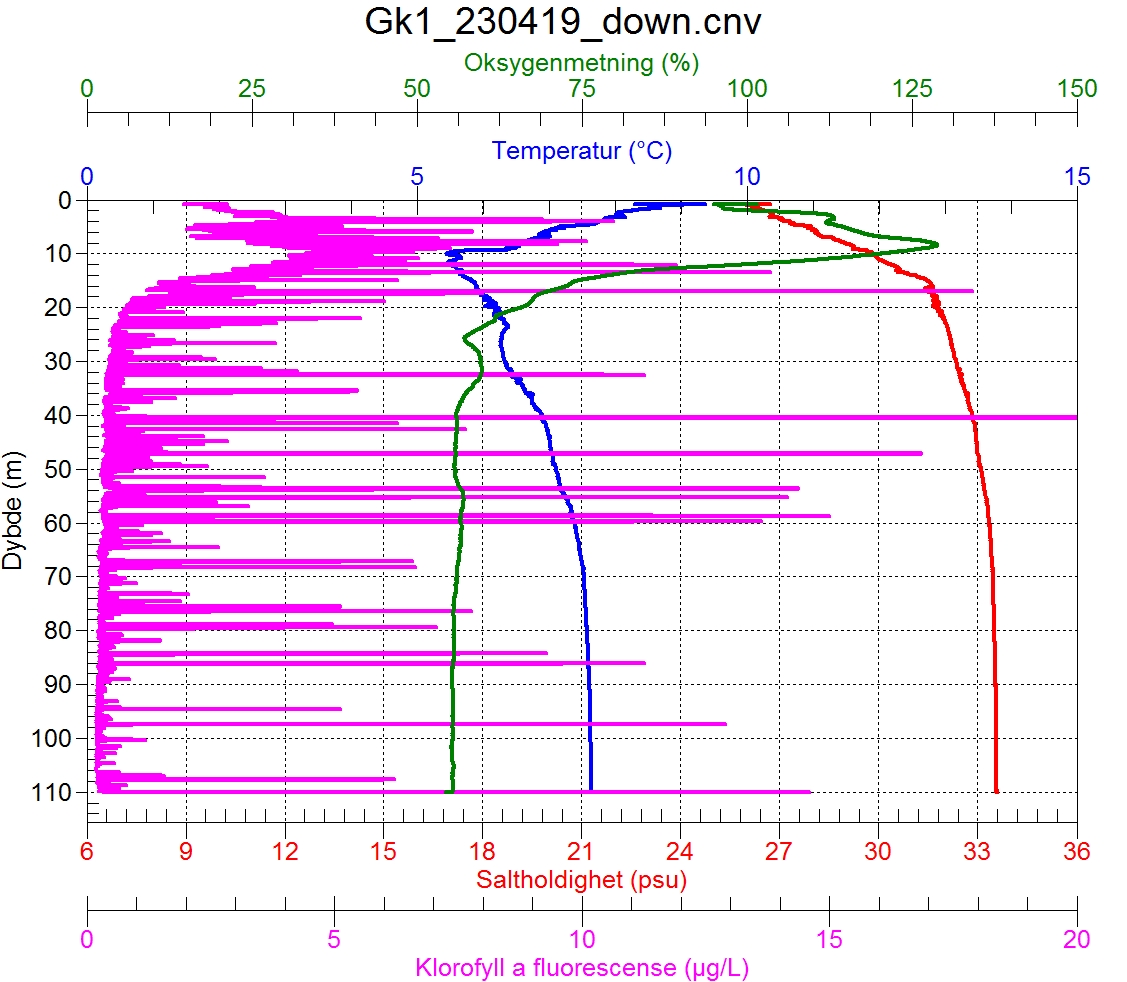 Gk1_230419_down.cnv
Oksygenmetning (%)
0 25 50 75 100 125 150
Temperatur (°C)
0 5 10 15
Dybde (m)
0
10
20
30
40
50
60
70
80
90
100
110
6 9 12 15 18 21 24 27 30 33 36
Saltholdighet (psu)
0 5 10 15 20
Klorofyll a fluorescense (µg/L)